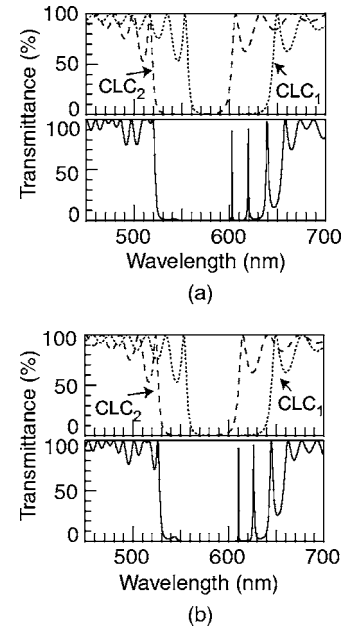 Transmittance (%)
100
50
0
CLC2
CLC1
100
50
0
500
600
700
Wavelength (nm)
(a)
Transmittance (%)
100
50
0
CLC2
CLC1
100
50
0
500
600
700
Wavelength (nm)
(b)